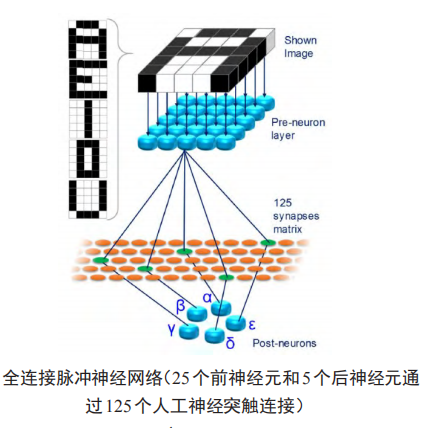 Shown
Image
Pre-neuron
layer
125
synapses
matrix
α
β
γ
ε
δ
Post-neurons
全连接脉冲神经网络(25个前神经元和5个后神经元通
过125个人工神经突触连接)